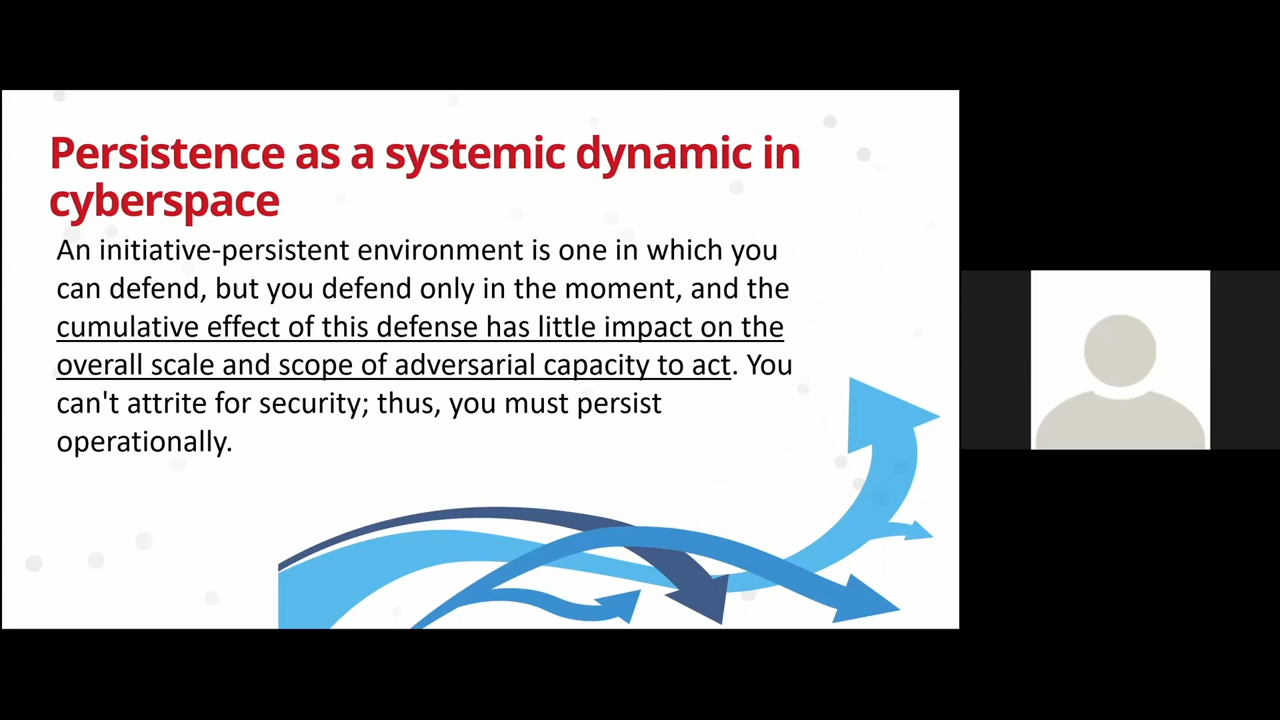 Persistence as a systemic dynamic in
cyberspace
An initiative-persistent environment is one in which you
can defend, but you defend only in the moment, and the
cumulative effect of this defense has little impact on the
overall scale and scope of adversarial capacity to act. You
can't attrite for security; thus, you must persist
operationally.